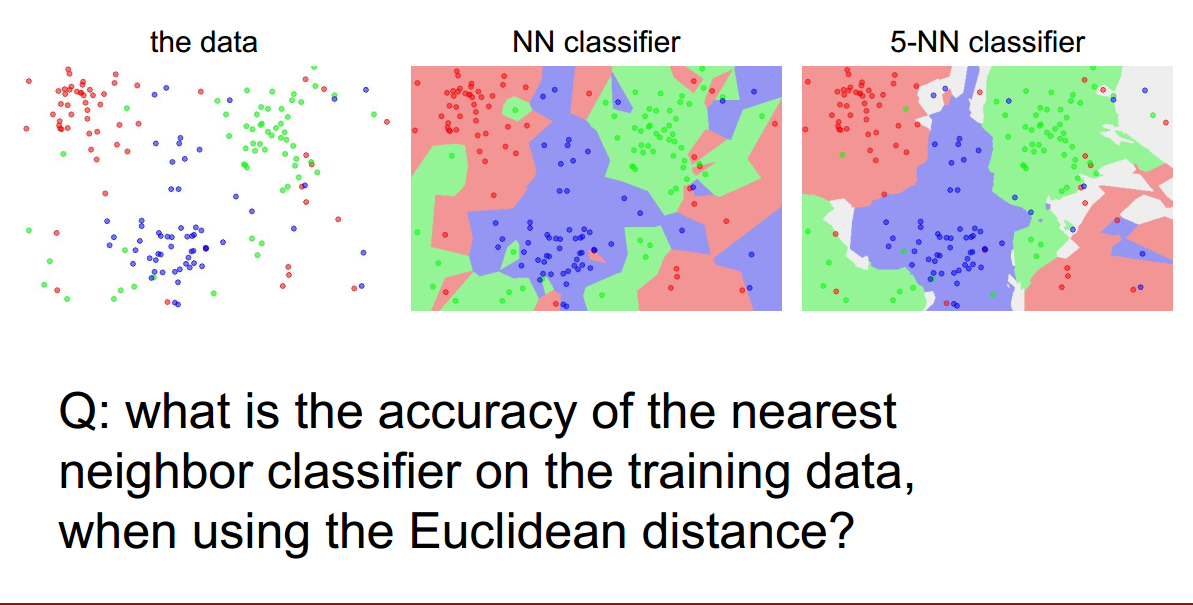 the data
NN classifier
5-NN classifier
Q: what is the accuracy of the nearest
neighbor classifier on the training data,
when using the Euclidean distance?